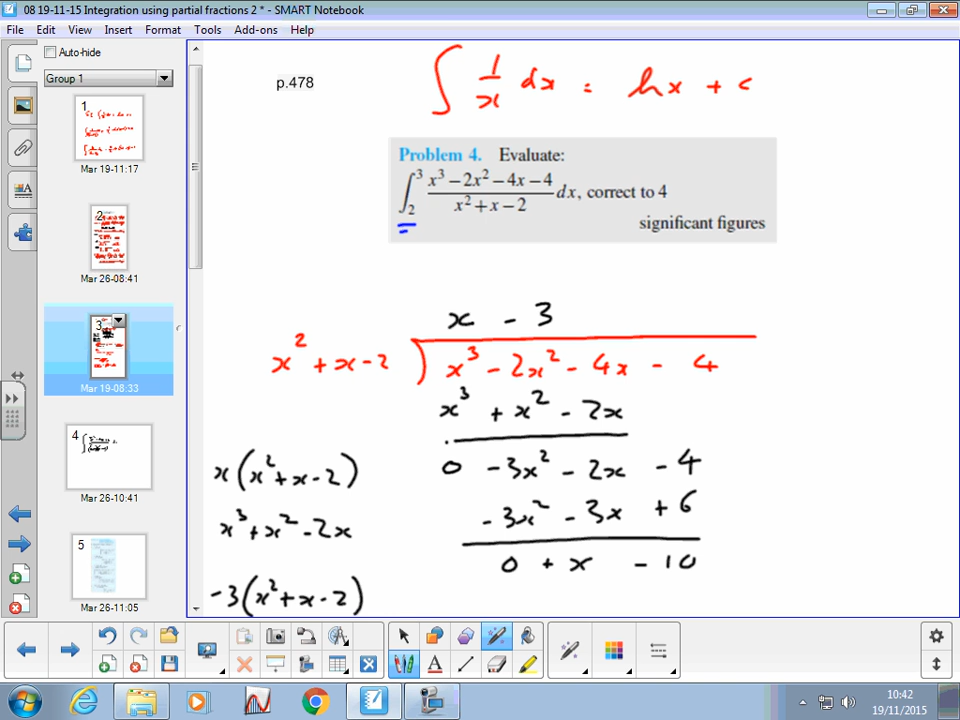 08 19-11-15 Integration using partial fractions 2 * - SMART Notebook
File Edit View Insert Format Tools Add-ons Help
Auto-hide
Group 1
1
Mar 19-11:17
2
Mar 26-08:41
3
Mar 19-08:33
4
Mar 26-10:41
5
Mar 26-11:05
p.478
∫ 1/x dx = ln x + c
Problem 4. Evaluate:
∫₂³ (x³ − 2x² − 4x − 4)/(x² + x − 2) dx, correct to 4
significant figures
x - 3
x² + x - 2 ) x³ - 2x² - 4x - 4
x³ + x² - 2x
0 - 3x² - 2x - 4
- 3x² - 3x + 6
0 + x - 10
x(x² + x - 2)
x³ + x² - 2x
-3(x² + x - 2)
A
10:42
19/11/2015